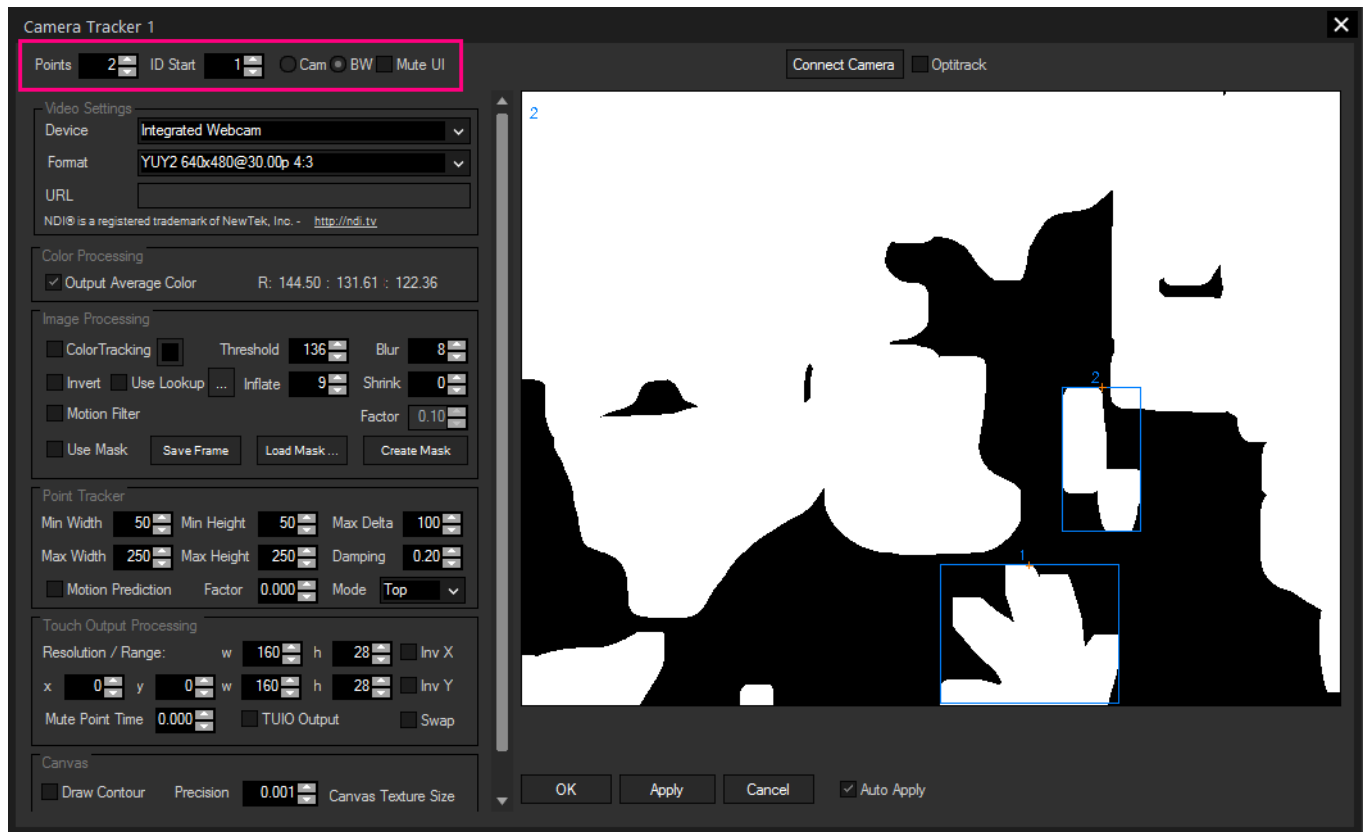 Camera Tracker 1
Points 2 ID Start 1 Cam BW Mute UI Connect Camera Optitrack
Video Settings
Device Integrated Webcam
Format YUY2 640x480@30.00p 4:3
URL
NDI® is a registered trademark of NewTek, Inc. - http://ndi.tv
Color Processing
Output Average Color R: 144.50 : 131.61 : 122.36
Image Processing
ColorTracking Threshold 136 Blur 8
Invert Use Lookup ... Inflate 9 Shrink 0
Motion Filter Factor 0.10
Use Mask Save Frame Load Mask ... Create Mask
Point Tracker
Min Width 50 Min Height 50 Max Delta 100
Max Width 250 Max Height 250 Damping 0.20
Motion Prediction Factor 0.000 Mode Top
Touch Output Processing
Resolution / Range: w 160 h 28 Inv X
x 0 y 0 w 160 h 28 Inv Y
Mute Point Time 0.000 TUIO Output Swap
Canvas
Draw Contour Precision 0.001 Canvas Texture Size
2
2
1
OK Apply Cancel Auto Apply